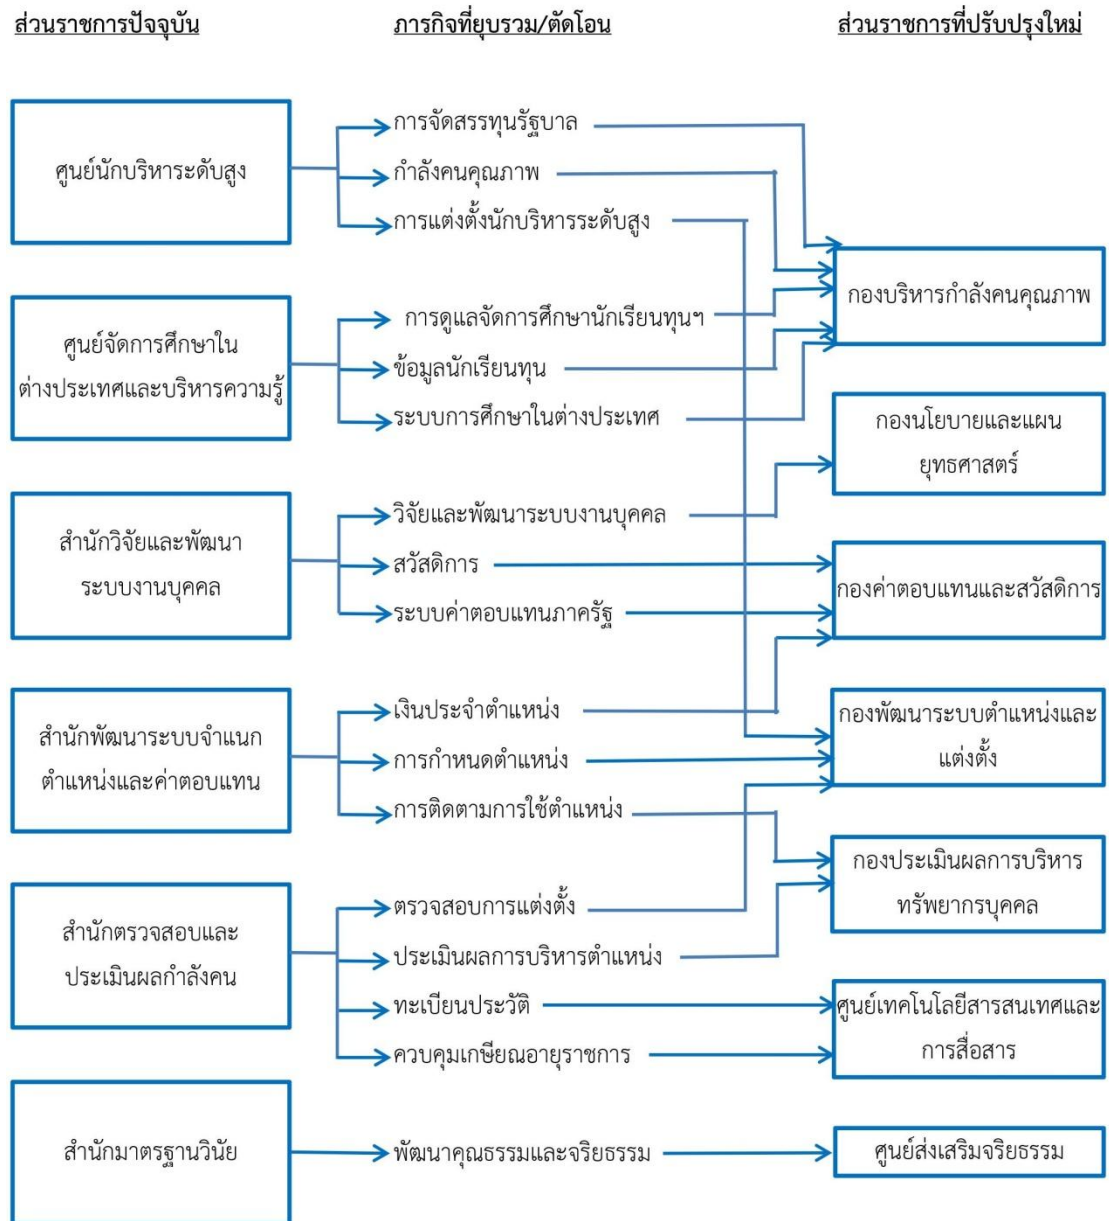 ส่วนราชการปัจจุบัน
ภารกิจที่ยุบรวม/ตัดโอน
ส่วนราชการที่ปรับปรุงใหม่
ศูนย์นักบริหาระดับสูง
การจัดสรรทุนรัฐบาล
กำลังคนคุณภาพ
การแต่งตั้งนักบริหารระดับสูง
กองบริหารกำลังคนคุณภาพ
ศูนย์จัดการศึกษาใน
ต่างประเทศและบริหารความรู้
การดูแลจัดการศึกษานักเรียนทุนฯ
ข้อมูลนักเรียนทุน
ระบบการศึกษาในต่างประเทศ
กองนโยบายและแผน
ยุทธศาสตร์
สำนักวิจัยและพัฒนา
ระบบงานบุคคล
วิจัยและพัฒนาระบบงานบุคคล
สวัสดิการ
ระบบค่าตอบแทนภาครัฐ
กองค่าตอบแทนและสวัสดิการ
สำนักพัฒนาระบบจำแนก
ตำแหน่งและค่าตอบแทน
เงินประจำตำแหน่ง
การกำหนดตำแหน่ง
การติดตามการใช้ตำแหน่ง
กองพัฒนาระบบตำแหน่งและ
แต่งตั้ง
กองประเมินผลการบริหาร
ทรัพยากรบุคคล
สำนักตรวจสอบและ
ประเมินผลกำลังคน
ตรวจสอบการแต่งตั้ง
ประเมินผลการบริหารตำแหน่ง
ทะเบียนประวัติ
ควบคุมเกษียณอายุราชการ
ศูนย์เทคโนโลยีสารสนเทศและ
การสื่อสาร
สำนักมาตรฐานวินัย
พัฒนาคุณธรรมและจริยธรรม
ศูนย์ส่งเสริมจริยธรรม